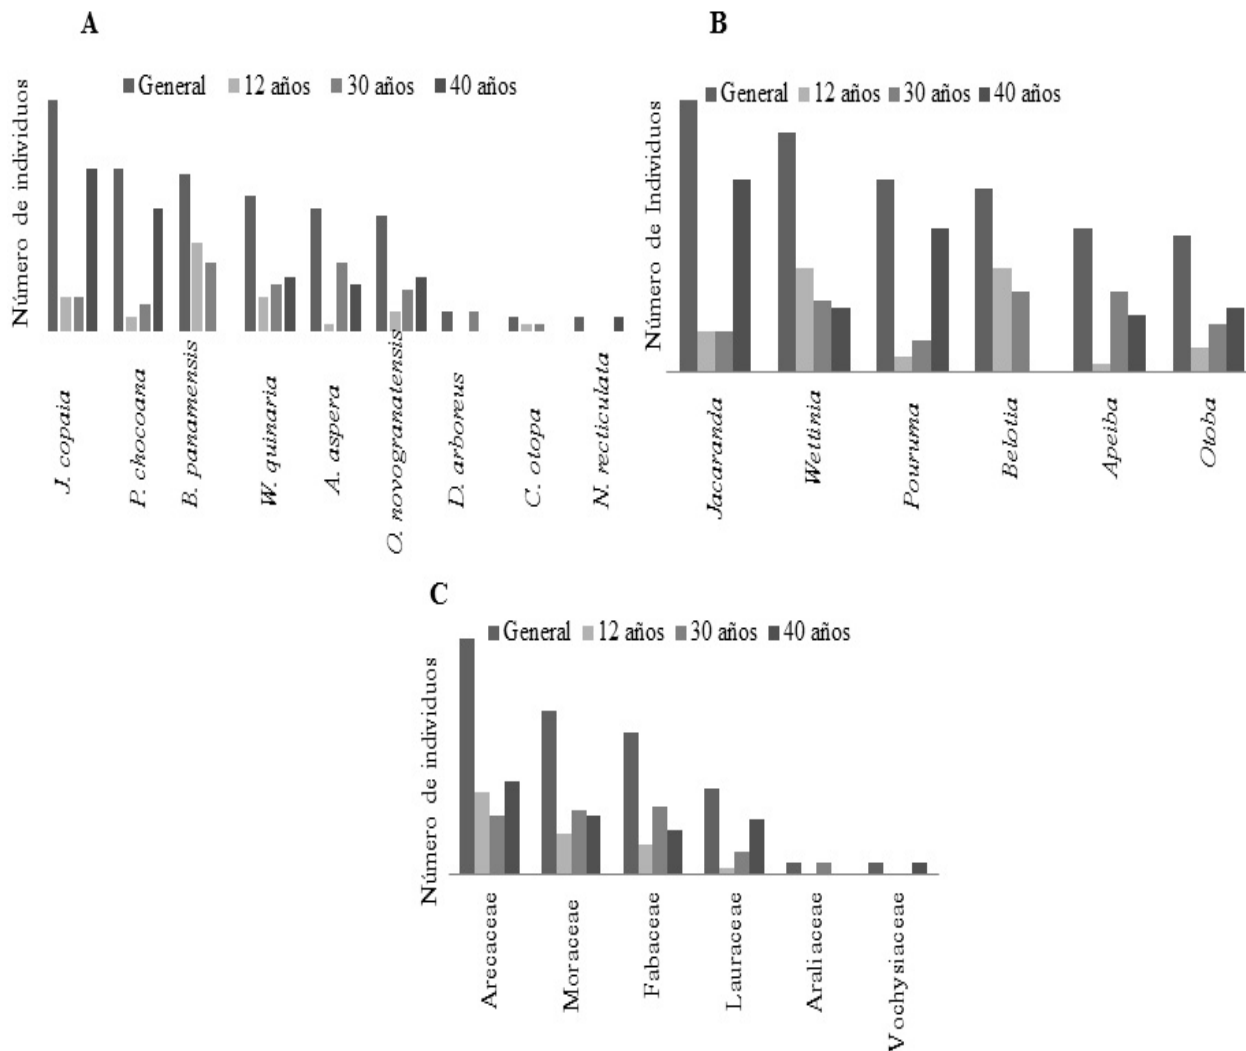 A
General 12 años 30 años 40 años
Número de individuos
J. copaia
P. chocoana
B. panamensis
W. quinaria
A. aspera
O. novogranatensis
D. arboreus
C. otopa
N. recticulata
B
General 12 años 30 años 40 años
Número de Individuos
Jacaranda
Wettinia
Pouruma
Belotia
Apeiba
Otoba
C
General 12 años 30 años 40 años
Número de individuos
Arecaceae
Moraceae
Fabaceae
Lauraceae
Araliaceae
Vochysiaceae